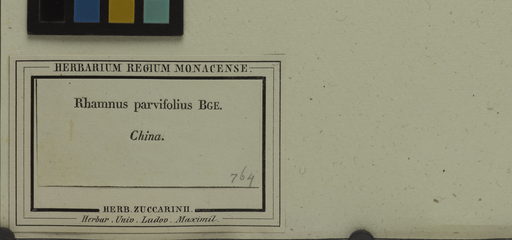 HERBARIUM REGIUM MONACENSE.
Rhamnus parvifolius BGE.
China.
764
HERB. ZUCCARINII.
Herbar. Univ. Ludov. Maximil.